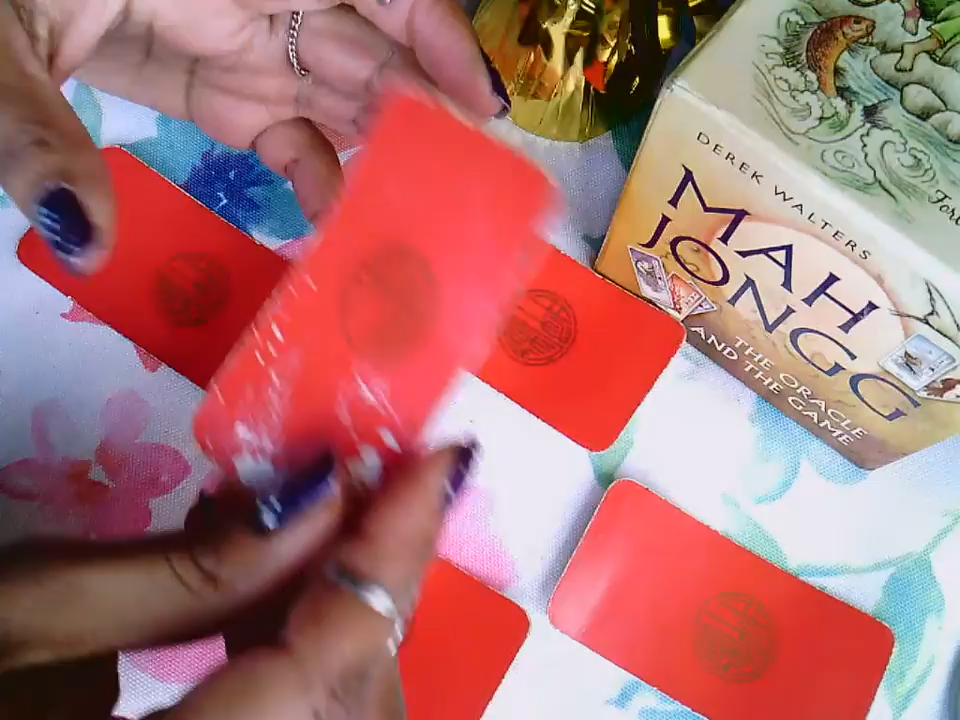 DEREK WALTERS
MAH
JONGG
THE ORACLE
AND THE GAME